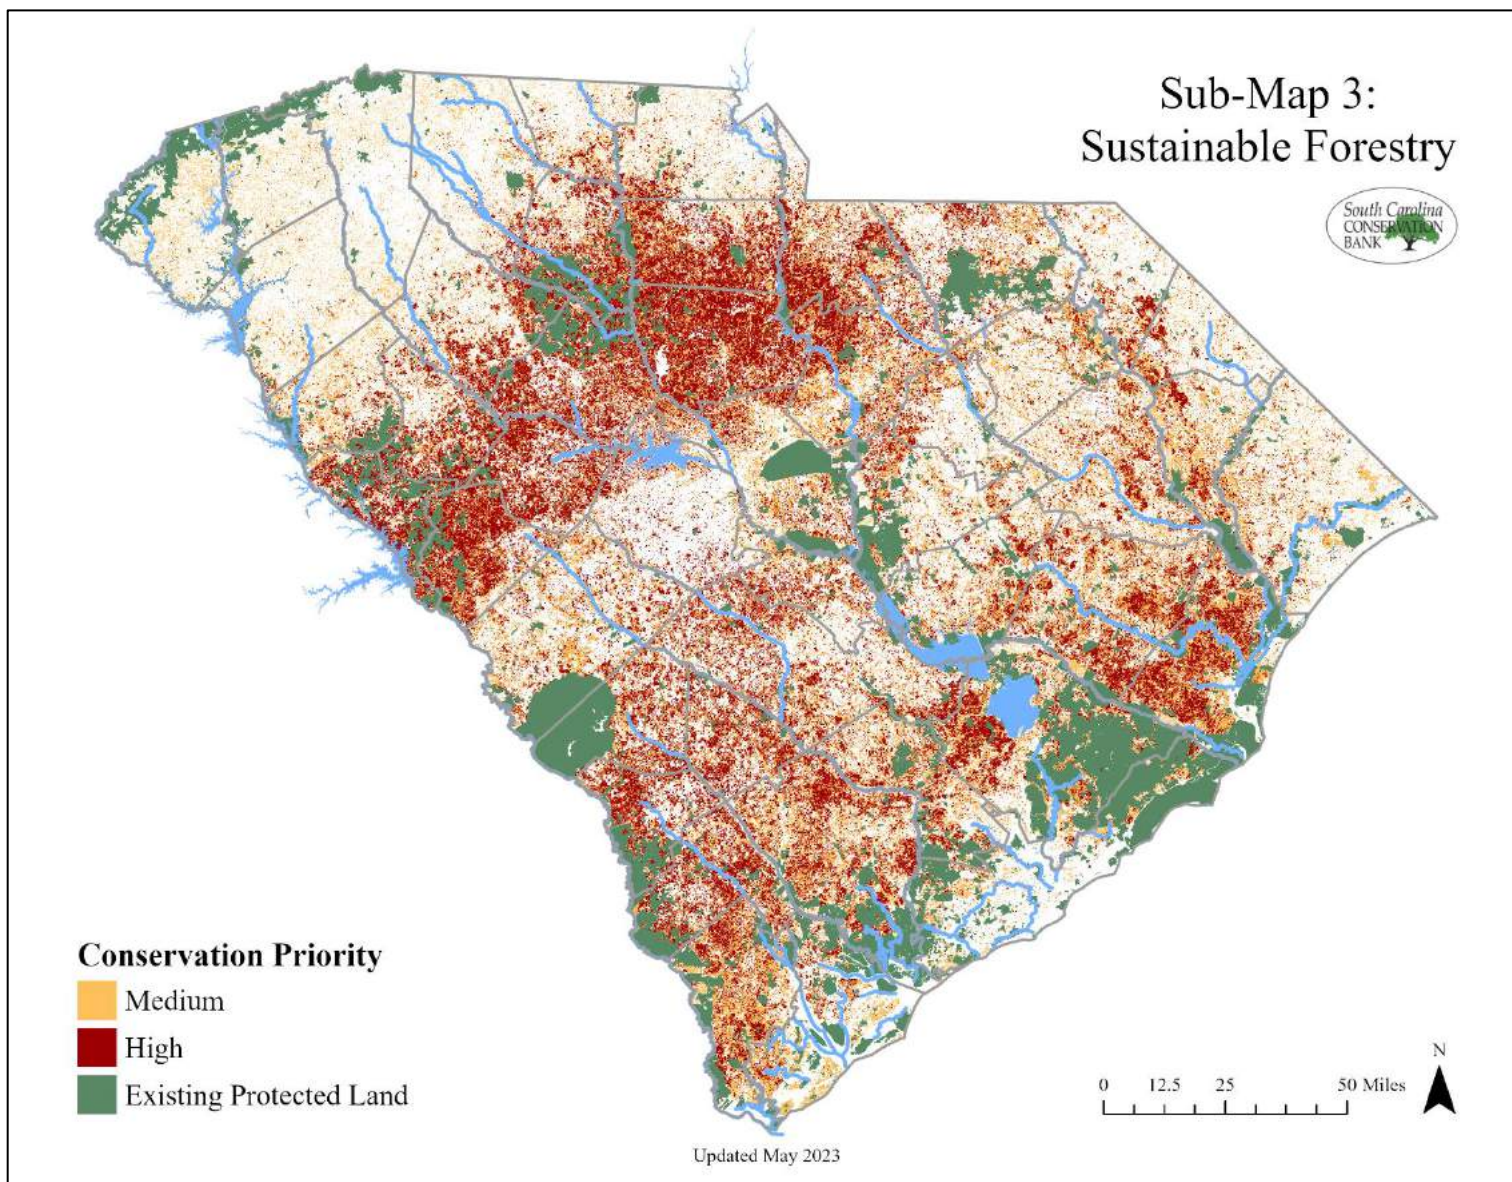 Sub-Map 3:
Sustainable Forestry
South Carolina
CONSERVATION
BANK
Conservation Priority
Medium
High
Existing Protected Land
N
0 12.5 25 50 Miles
Updated May 2023